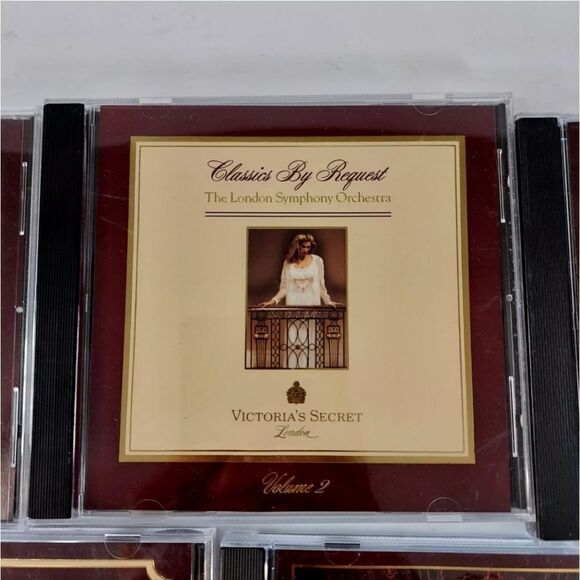 Classics By Request
The London Symphony Orchestra
VICTORIA'S SECRET
London
Volume 2